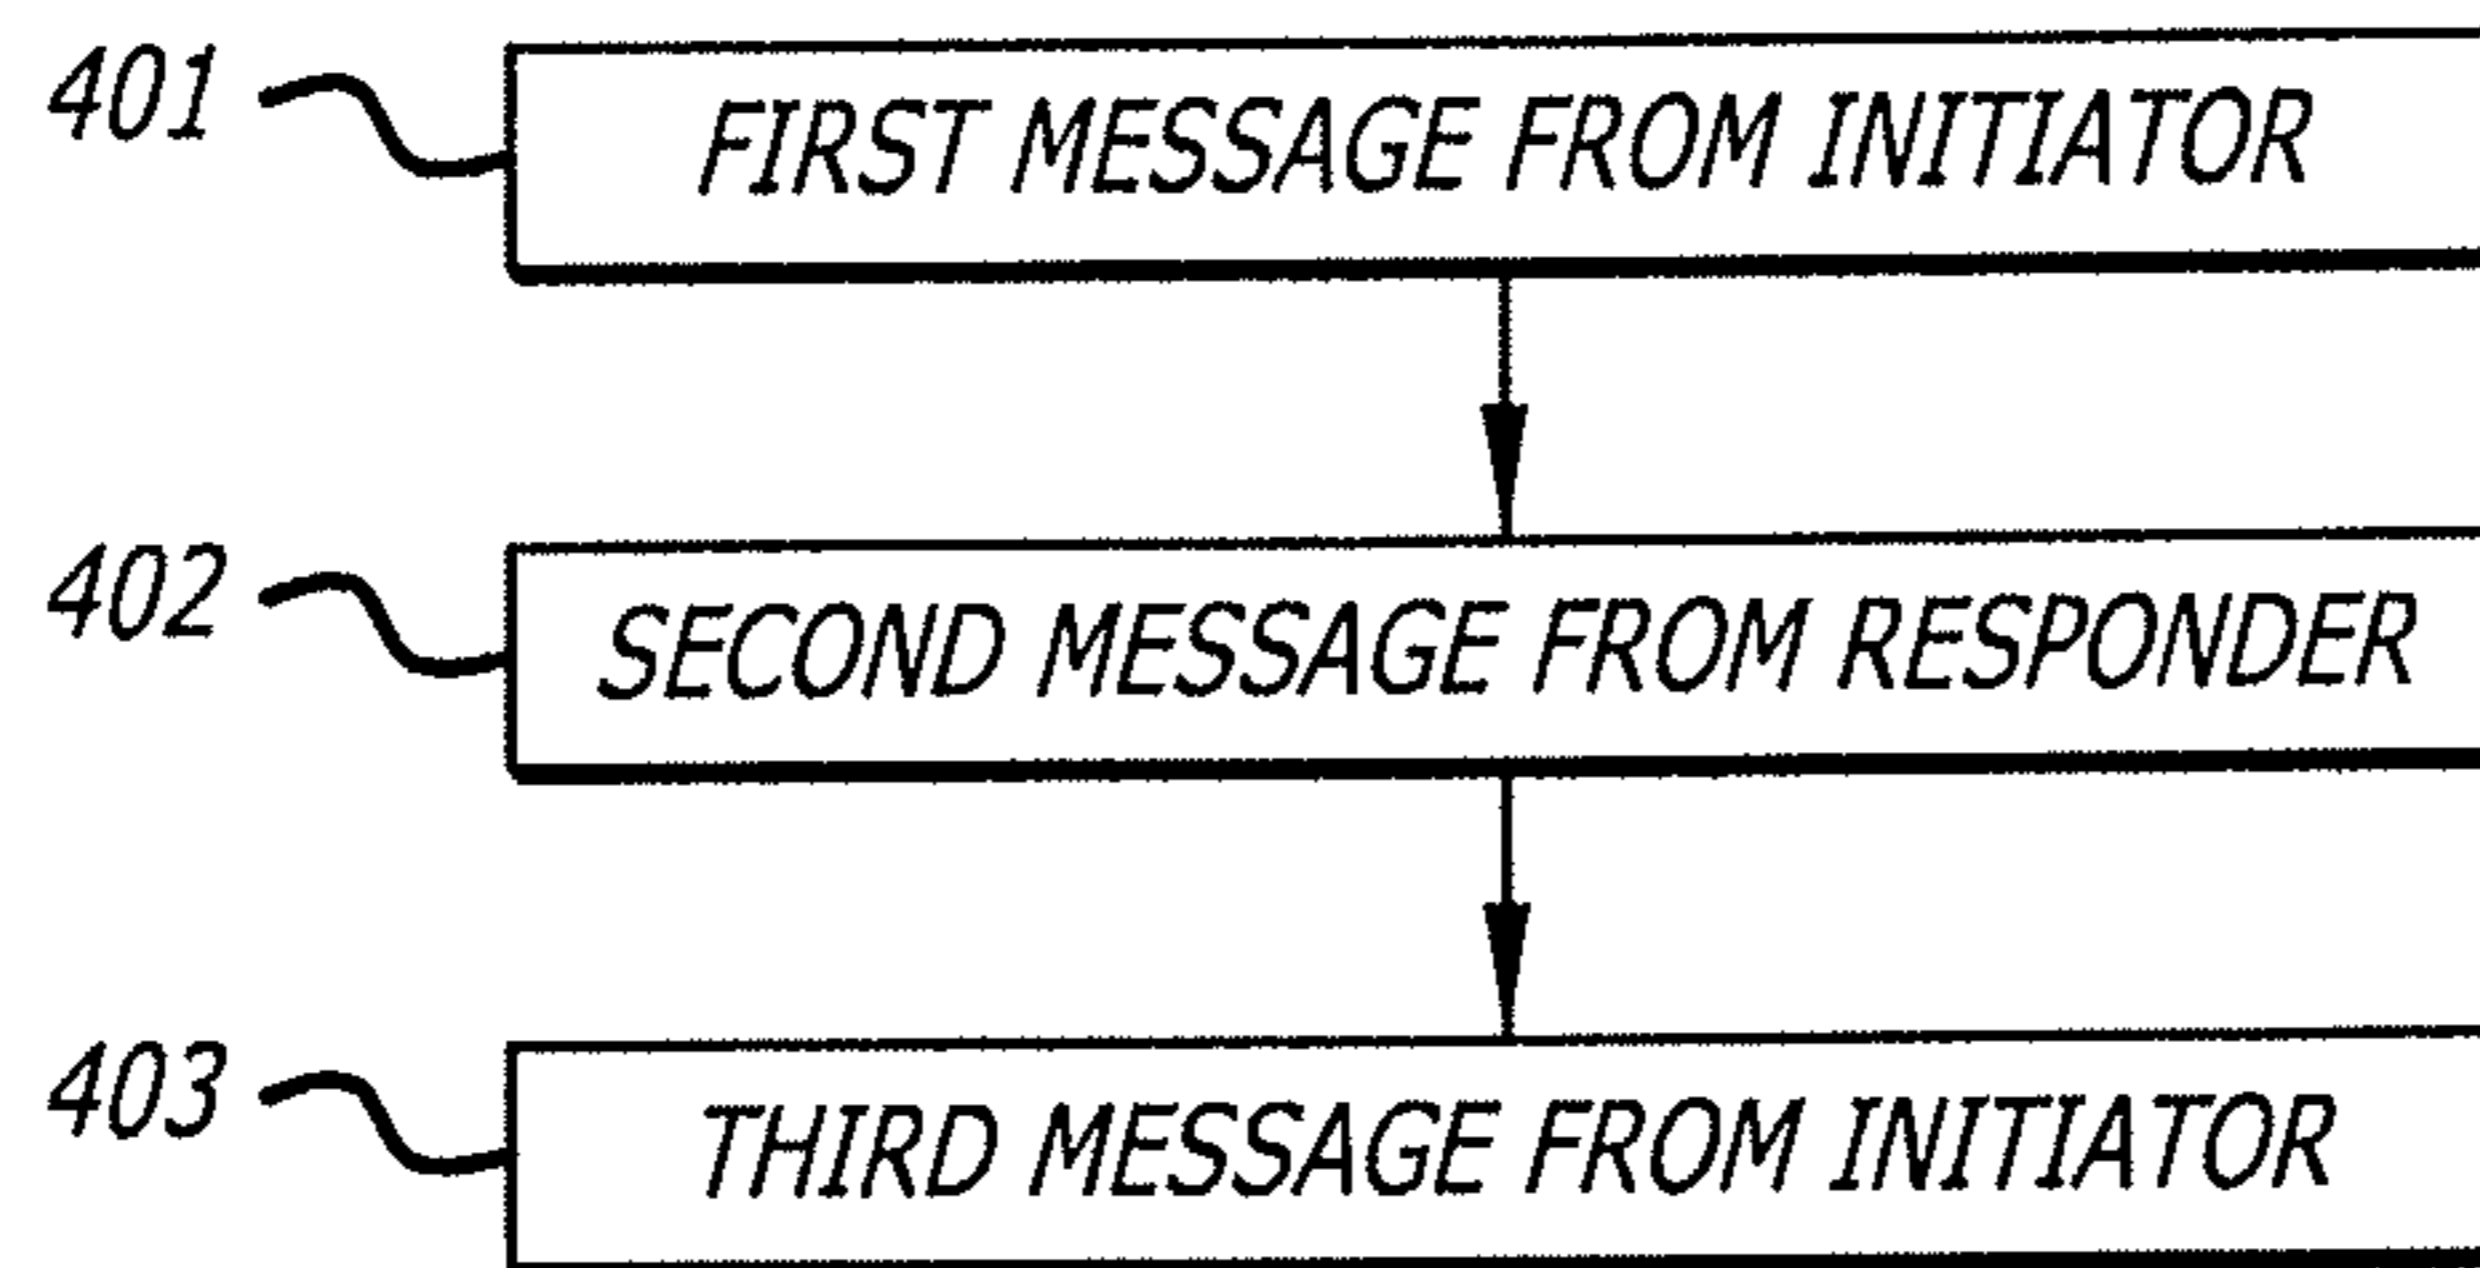 401 FIRST MESSAGE FROM INITIATOR
402 SECOND MESSAGE FROM RESPONDER
403 THIRD MESSAGE FROM INITIATOR